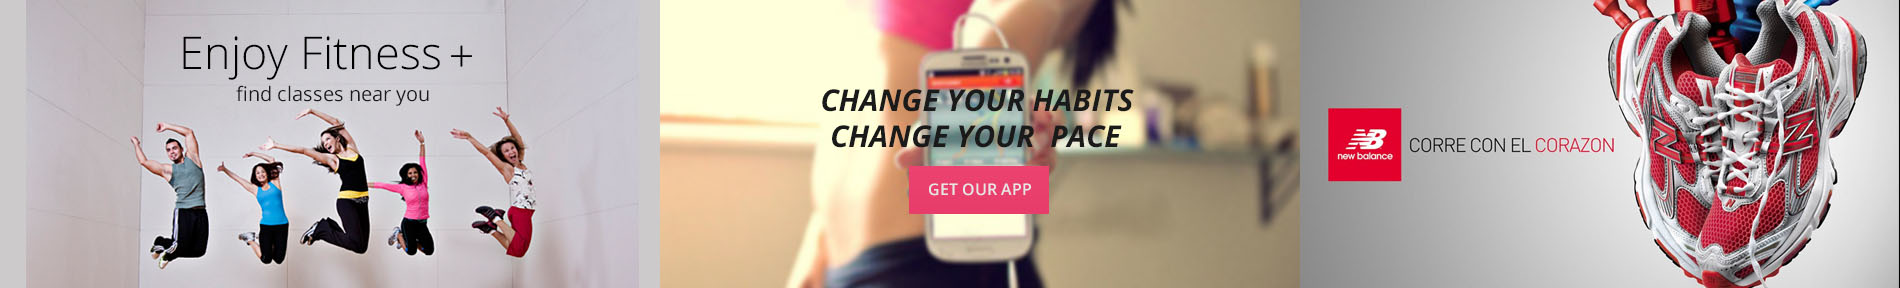 Enjoy Fitness +
find classes near you
CHANGE YOUR HABITS
CHANGE YOUR PACE
GET OUR APP
NB
new balance
CORRE CON EL CORAZON